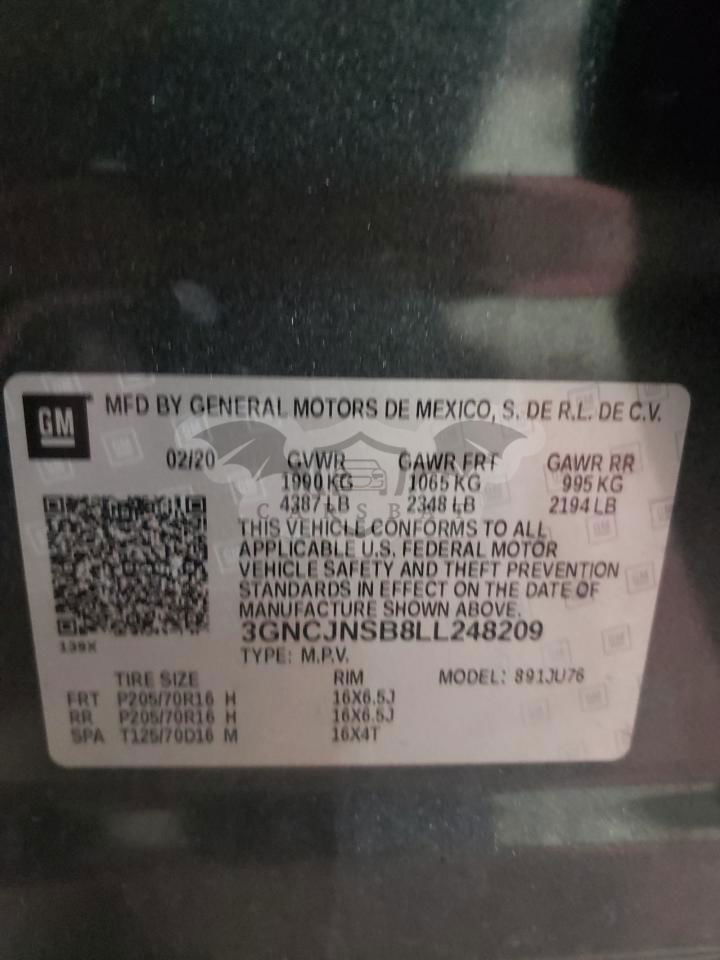 GM
MFD BY GENERAL MOTORS DE MEXICO, S. DE R.L. DE C.V.
02/20 GVWR GAWR FRT GAWR RR
1990 KG 1065 KG 995 KG
4387 LB 2348 LB 2194 LB
THIS VEHICLE CONFORMS TO ALL
APPLICABLE U.S. FEDERAL MOTOR
VEHICLE SAFETY AND THEFT PREVENTION
STANDARDS IN EFFECT ON THE DATE OF
MANUFACTURE SHOWN ABOVE.
3GNCJNSB8LL248209
139X
TYPE: M.P.V.
TIRE SIZE RIM MODEL: 891JU76
FRT P205/70R16 H 16X6.5J
RR P205/70R16 H 16X6.5J
SPA T125/70D16 M 16X4T